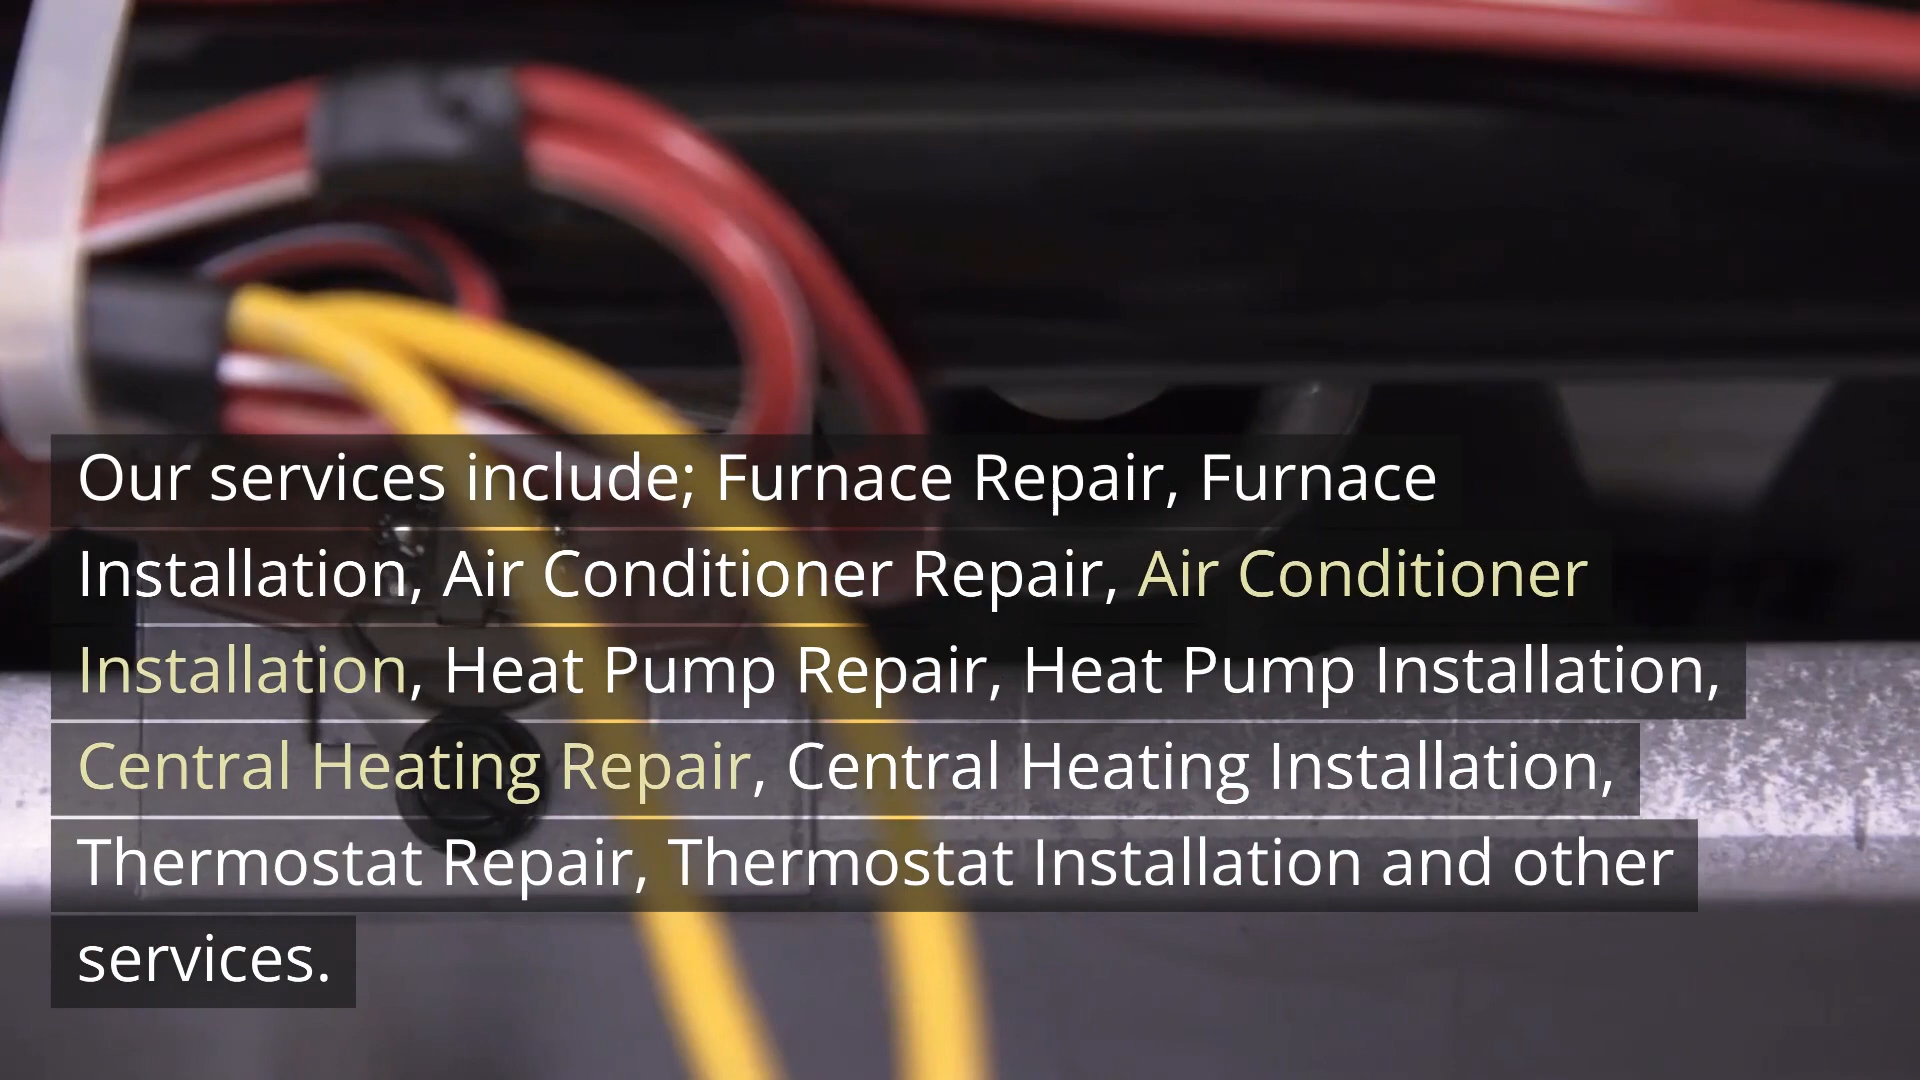 Our services include; Furnace Repair, Furnace
Installation, Air Conditioner Repair, Air Conditioner
Installation, Heat Pump Repair, Heat Pump Installation,
Central Heating Repair, Central Heating Installation,
Thermostat Repair, Thermostat Installation and other
services.